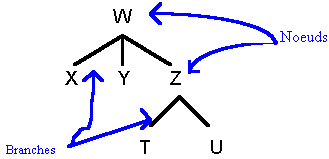 W
Noeuds
X Y Z
Branches
T U